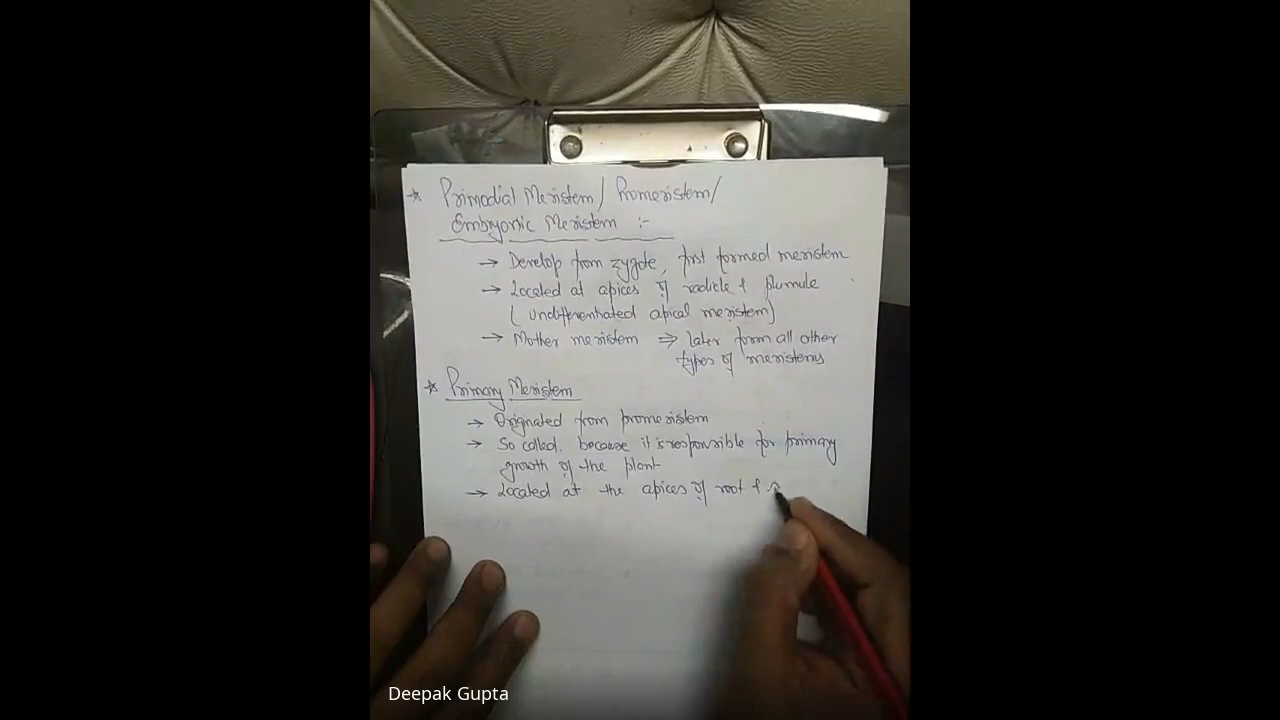 * Primodial Meristem / Promeristem /
Embryonic Meristem :-
→ Develop from zygote, first formed meristem
→ Located at apices of radicle & plumule
(undifferentiated apical meristem)
→ Mother meristem ⇒ later form all other
types of meristems
* Primary Meristem
→ Originated from promeristem
→ So called. because it is responsible for primary
growth of the plant
→ Located at the apices of root & s
Deepak Gupta